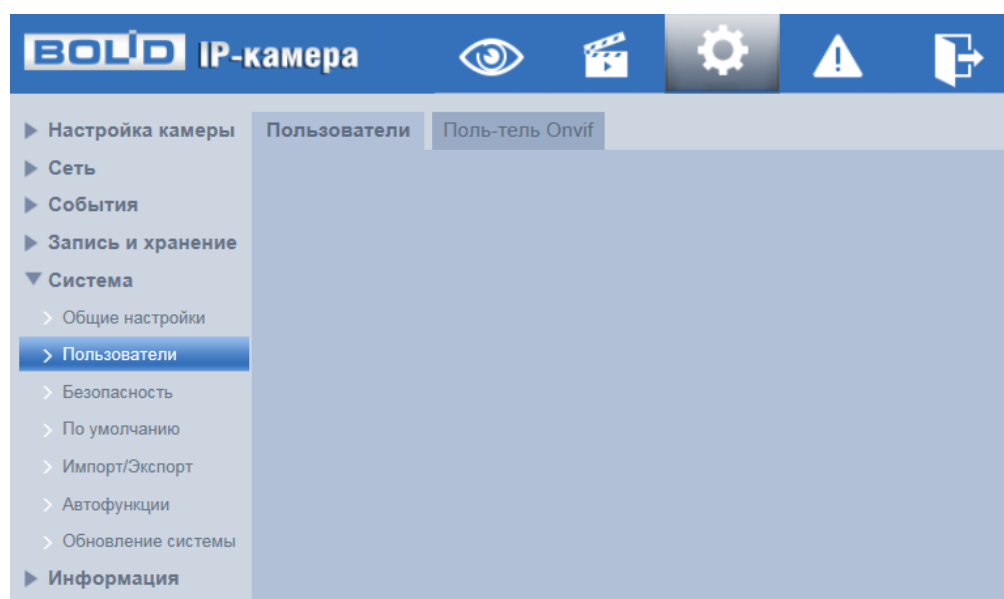 BOLID IP-камера
Настройка камеры
Сеть
События
Запись и хранение
Система
Общие настройки
Пользователи
Безопасность
По умолчанию
Импорт/Экспорт
Автофункции
Обновление системы
Информация
Пользователи
Поль-тель Onvif